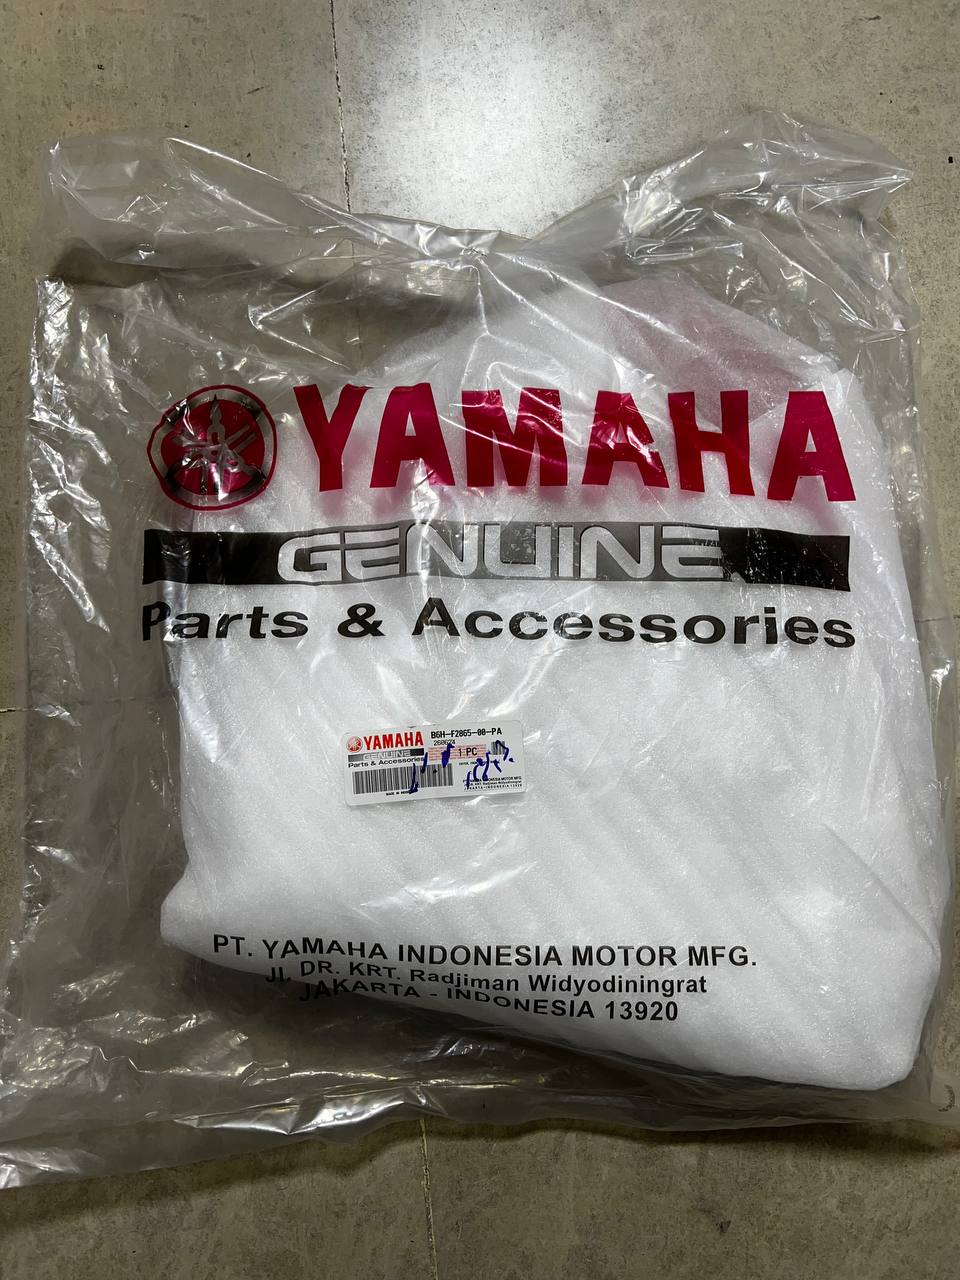 YAMAHA
GENUINE
Parts & Accessories
YAMAHA
GENUINE
Parts & Accessories
B6H-F2865-00-PA
260624
1 PC
PT. YAMAHA INDONESIA MOTOR MFG.
Jl. DR. KRT. Radjiman Widyodiningrat
JAKARTA - INDONESIA 13920